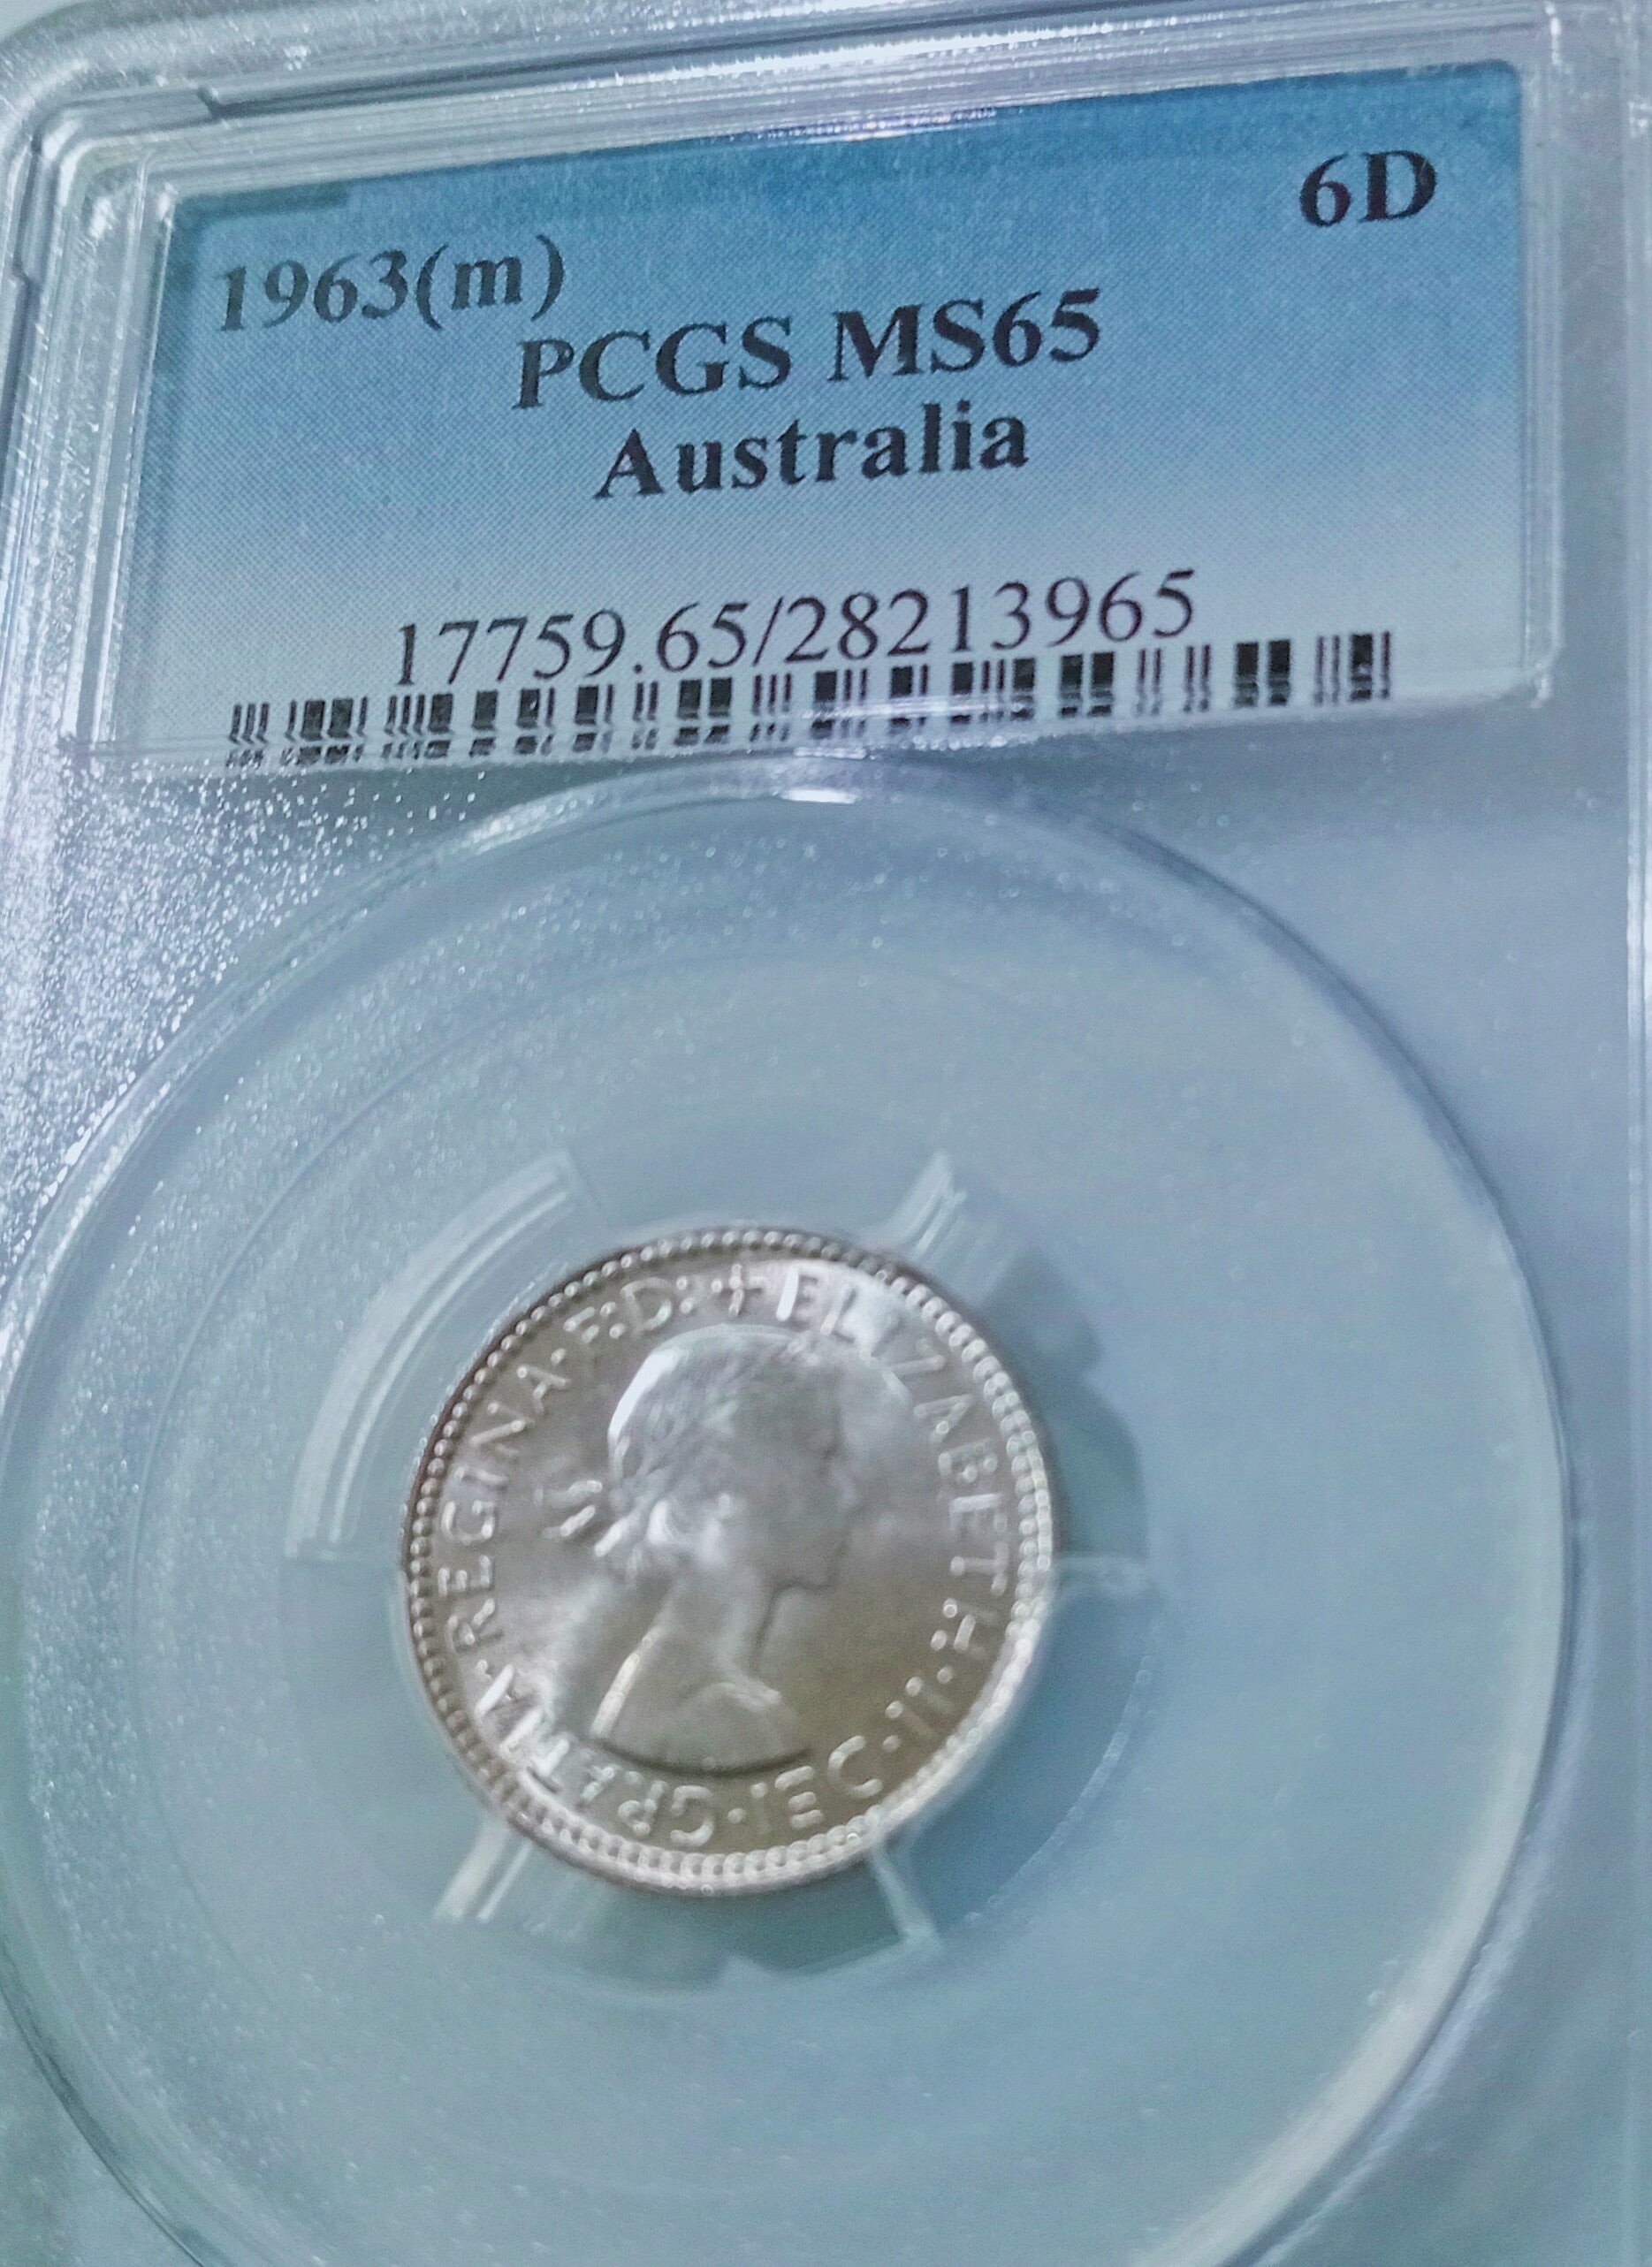 1963(m)
6D
PCGS MS65
Australia
17759.65/28213965
+ELIZABETH·II·DEI·GRATIA·REGINA·F:D: